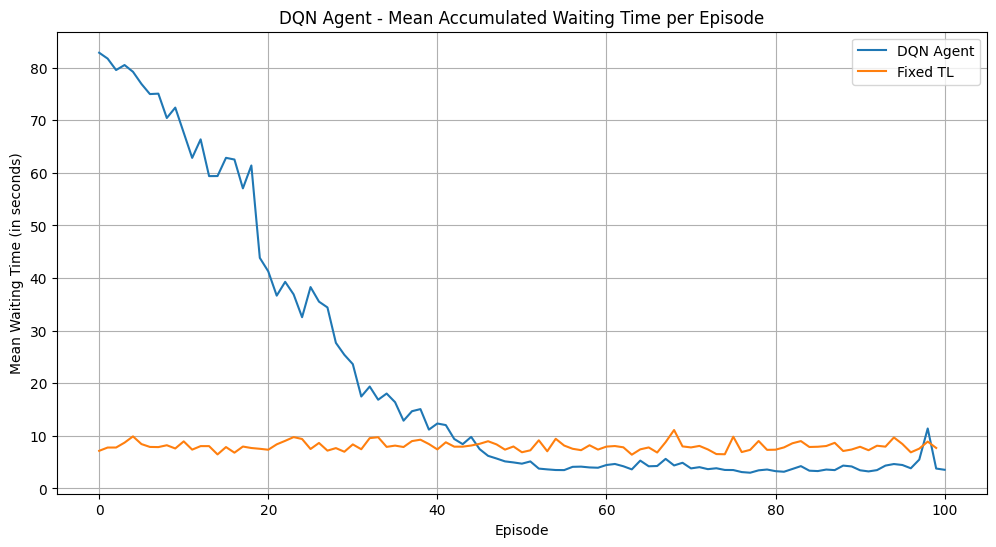 DQN Agent - Mean Accumulated Waiting Time per Episode
DQN Agent
Fixed TL
Mean Waiting Time (in seconds)
80
70
60
50
40
30
20
10
0
0 20 40 60 80 100
Episode